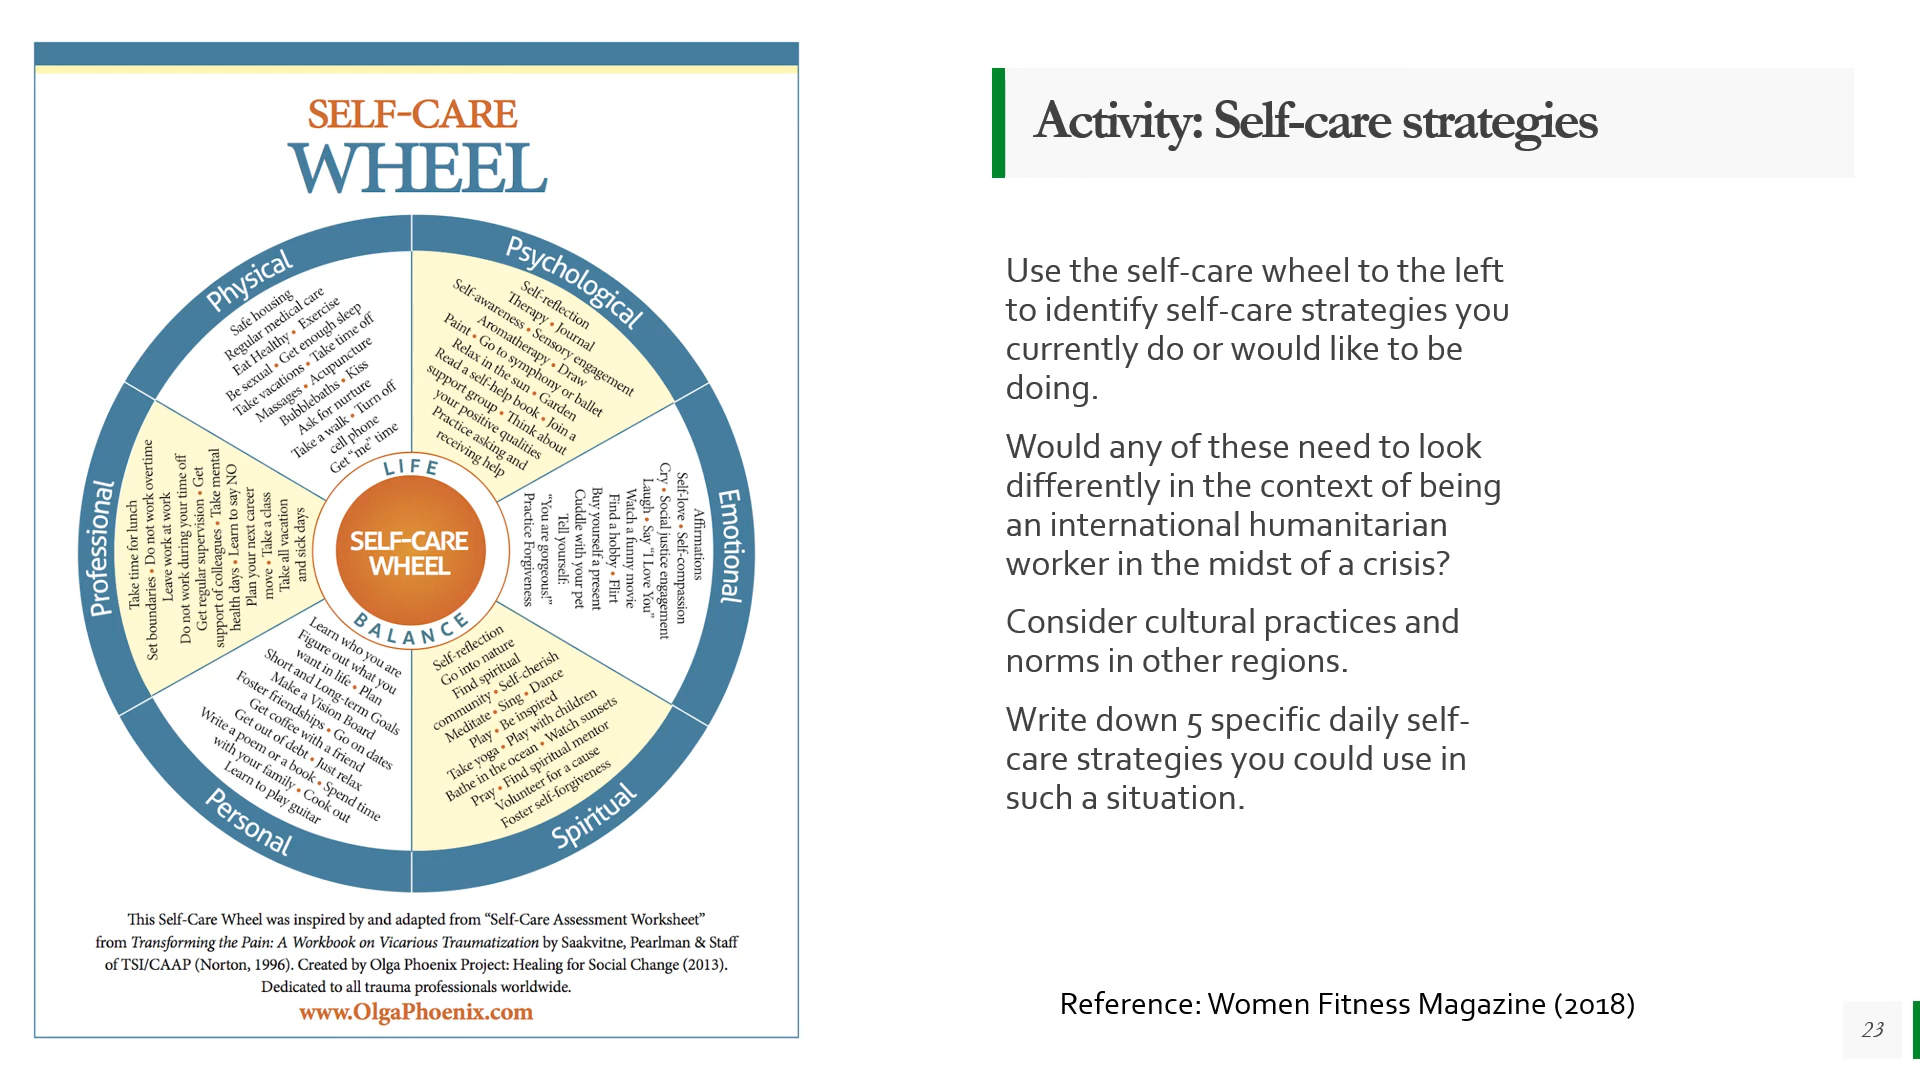 SELF-CARE
WHEEL
Physical
Safe housing
Regular medical care
Eat Healthy • Exercise
Be sexual • Get enough sleep
Take vacations • Take time off
Massages • Acupuncture
Bubblebaths • Kiss
Ask for nurture
Take a walk • Turn off
cell phone
Get “me” time
Psychological
Self-reflection
Therapy • Journal
Self-awareness • Sensory engagement
Aromatherapy • Draw
Paint • Go to symphony or ballet
Relax in the sun • Garden
Read a self-help book • Join a
support group • Think about
your positive qualities
Practice asking and
receiving help
Emotional
Affirmations
Self-love • Self-compassion
Cry • Social justice engagement
Laugh • Say “I Love You”
Watch a funny movie
Find a hobby • Flirt
Buy yourself a present
Cuddle with your pet
Tell yourself:
“You are gorgeous!”
Practice Forgiveness
Spiritual
Self-reflection
Go into nature
Find spiritual
community • Self-cherish
Meditate • Sing • Dance
Play • Be inspired
Take yoga • Play with children
Bathe in the ocean • Watch sunsets
Pray • Find spiritual mentor
Volunteer for a cause
Foster self-forgiveness
Personal
Learn who you are
Figure out what you
want in life • Plan
Short and Long-term Goals
Make a Vision Board
Foster friendships • Go on dates
Get coffee with a friend
Get out of debt • Just relax
Write a poem or a book • Spend time
with your family • Cook out
Learn to play guitar
Professional
Take time for lunch
Set boundaries • Do not work overtime
Leave work at work
Do not work during your time off
Get regular supervision • Get
support of colleagues • Take mental
health days • Learn to say NO
Plan your next career
move • Take a class
Take all vacation
and sick days
LIFE
SELF-CARE
WHEEL
BALANCE
This Self-Care Wheel was inspired by and adapted from “Self-Care Assessment Worksheet”
from Transforming the Pain: A Workbook on Vicarious Traumatization by Saakvitne, Pearlman & Staff
of TSI/CAAP (Norton, 1996). Created by Olga Phoenix Project: Healing for Social Change (2013).
Dedicated to all trauma professionals worldwide.
www.OlgaPhoenix.com
Activity: Self-care strategies
Use the self-care wheel to the left
to identify self-care strategies you
currently do or would like to be
doing.
Would any of these need to look
differently in the context of being
an international humanitarian
worker in the midst of a crisis?
Consider cultural practices and
norms in other regions.
Write down 5 specific daily self-
care strategies you could use in
such a situation.
Reference: Women Fitness Magazine (2018)
23